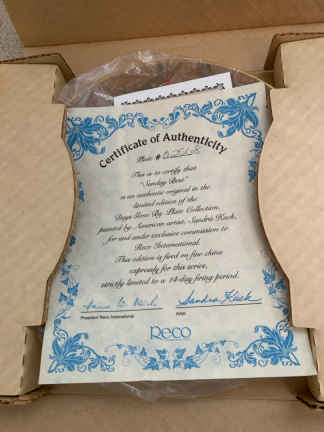 Certificate of Authenticity
Plate #
This is to certify that
"Sunday Best"
is an authentic original in the
limited edition of the
Days Gone By Plate Collection,
painted by American artist, Sandra Kuck,
for and under exclusive commission to
Reco International.
This edition is fired on fine china
expressly for this series,
strictly limited to a 14-day firing period.
Sandra Kuck
President Reco International
Artist
Reco